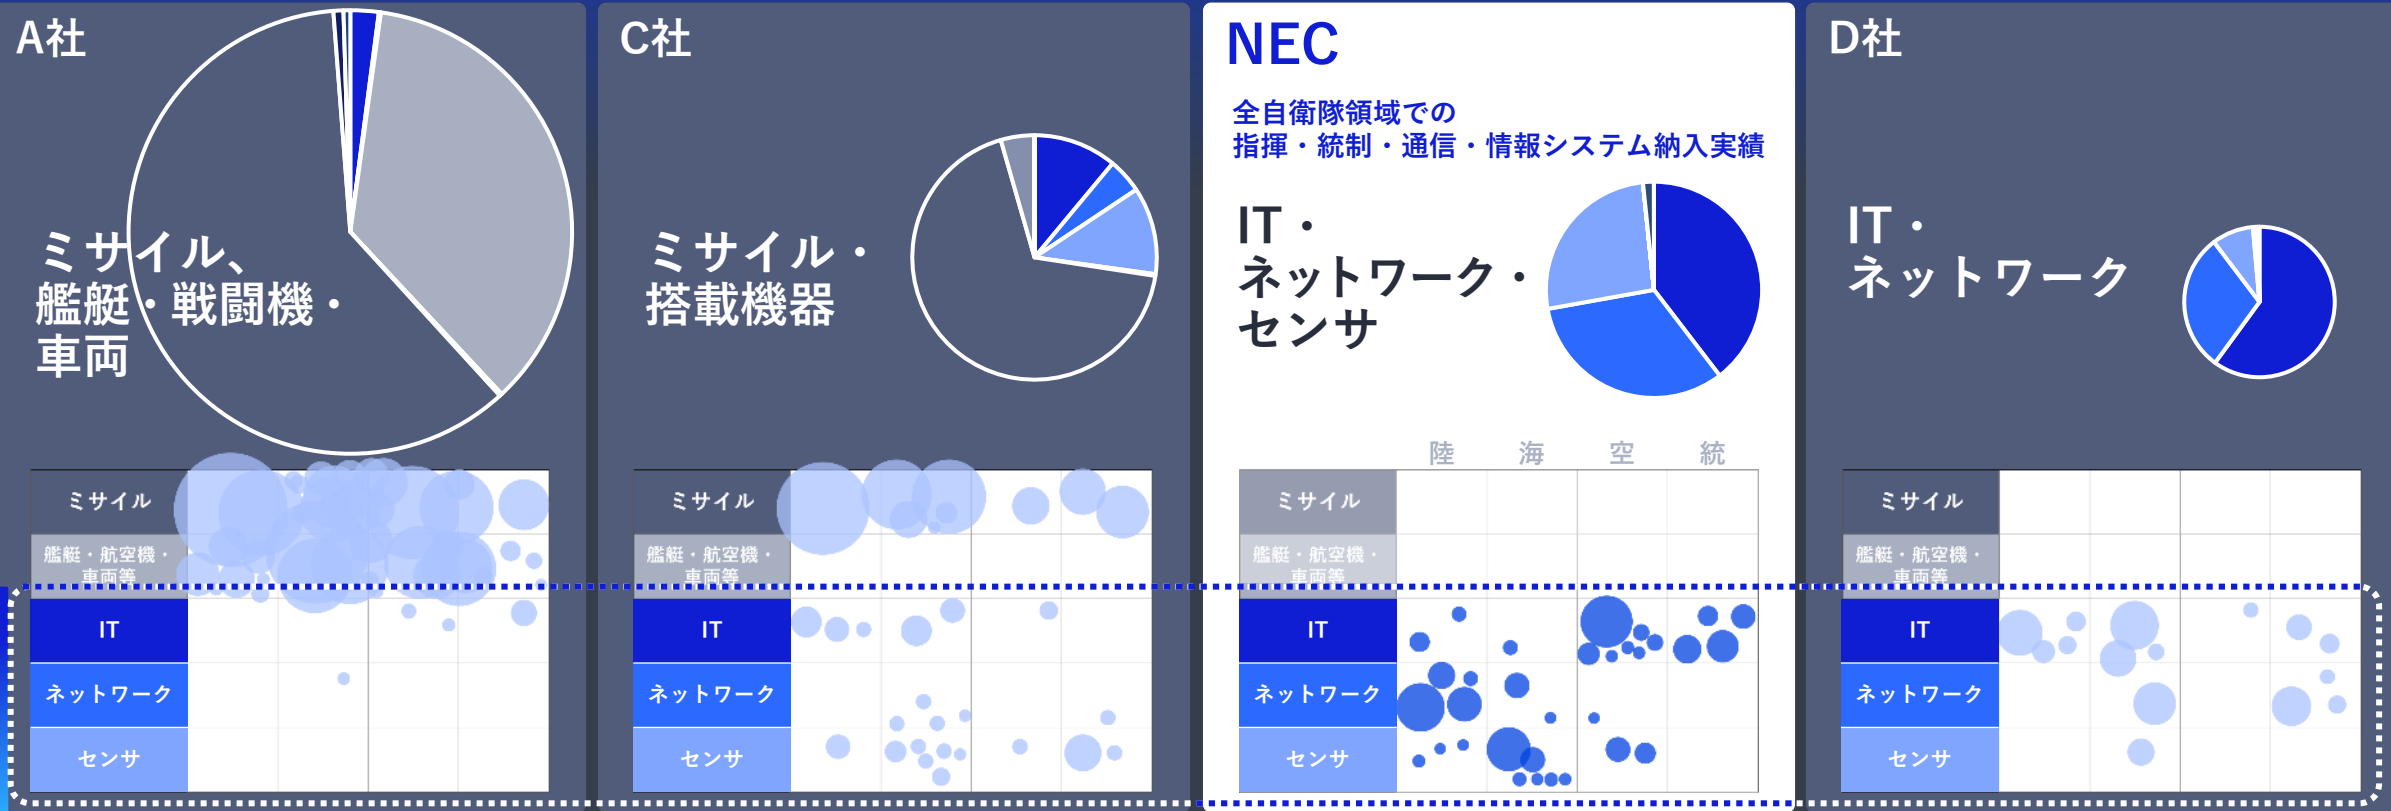 A社
ミサイル、
艦艇・戦闘機・
車両
ミサイル
艦艇・航空機・
車両等
IT
ネットワーク
センサ
C社
ミサイル・
搭載機器
ミサイル
艦艇・航空機・
車両等
IT
ネットワーク
センサ
NEC
全自衛隊領域での
指揮・統制・通信・情報システム納入実績
IT・
ネットワーク・
センサ
陸 海 空 統
ミサイル
艦艇・航空機・
車両等
IT
ネットワーク
センサ
D社
IT・
ネットワーク
ミサイル
艦艇・航空機・
車両等
IT
ネットワーク
センサ